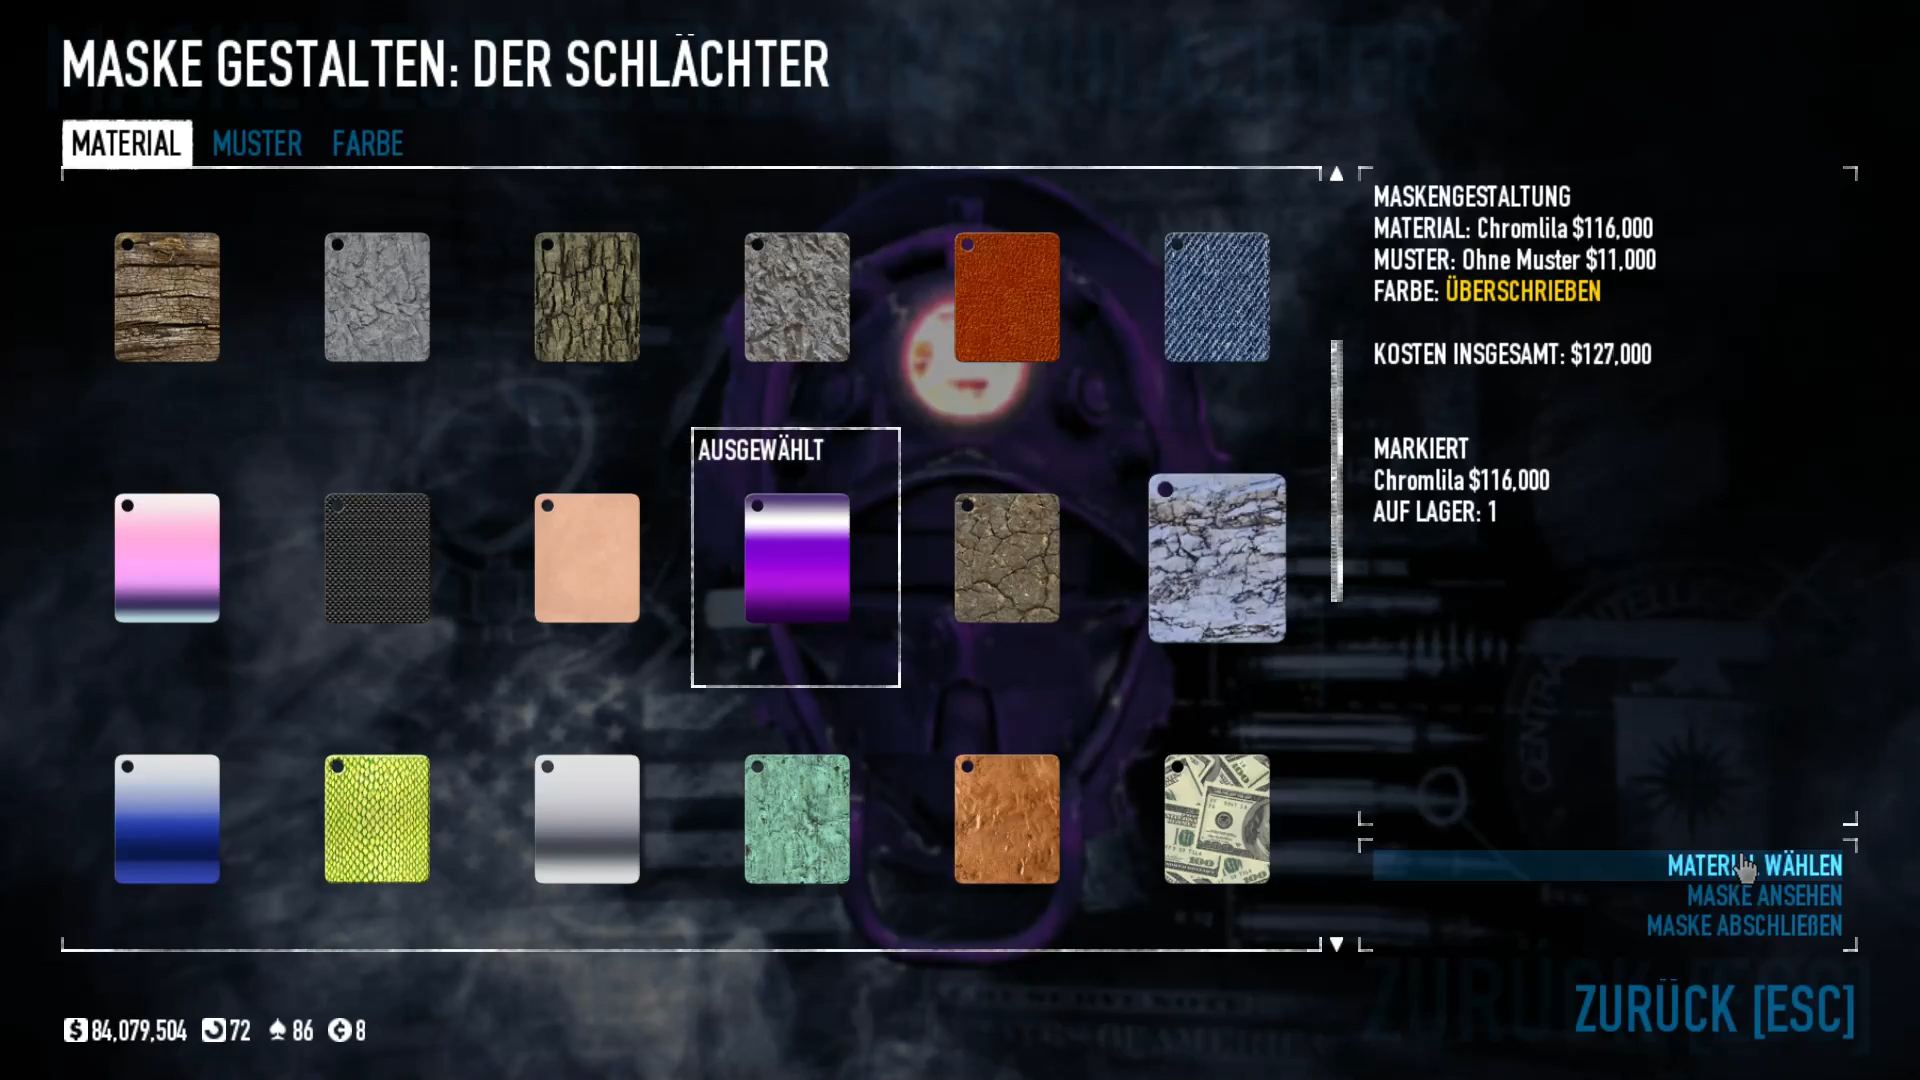 MASKE GESTALTEN: DER SCHLÄCHTER
MATERIAL MUSTER FARBE
MASKENGESTALTUNG
MATERIAL: Chromlila $116,000
MUSTER: Ohne Muster $11,000
FARBE: ÜBERSCHRIEBEN
KOSTEN INSGESAMT: $127,000
AUSGEWÄHLT
MARKIERT
Chromlila $116,000
AUF LAGER: 1
MATERIAL WÄHLEN
MASKE ANSEHEN
MASKE ABSCHLIEßEN
ZURÜCK [ESC]
84,079,504 72 86 8